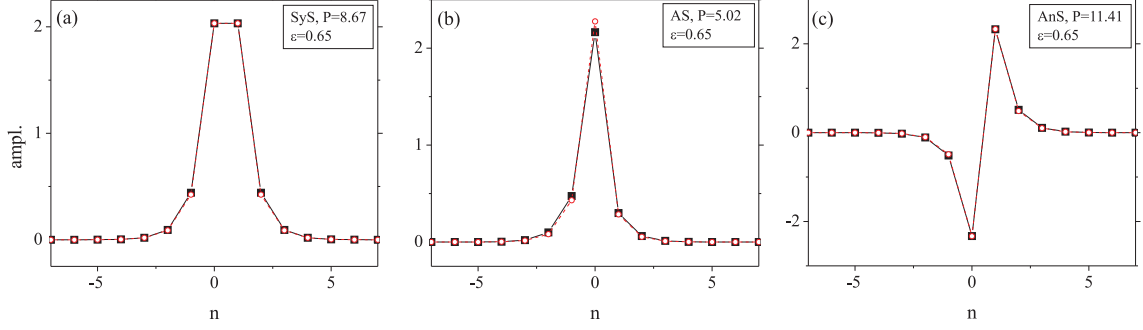 (a)
SyS, P=8.67
ε=0.65
2
1
0
-5
0
5
n
ampl.
(b)
AS, P=5.02
ε=0.65
2
1
0
-5
0
5
n
(c)
AnS, P=11.41
ε=0.65
2
0
-2
-5
0
5
n